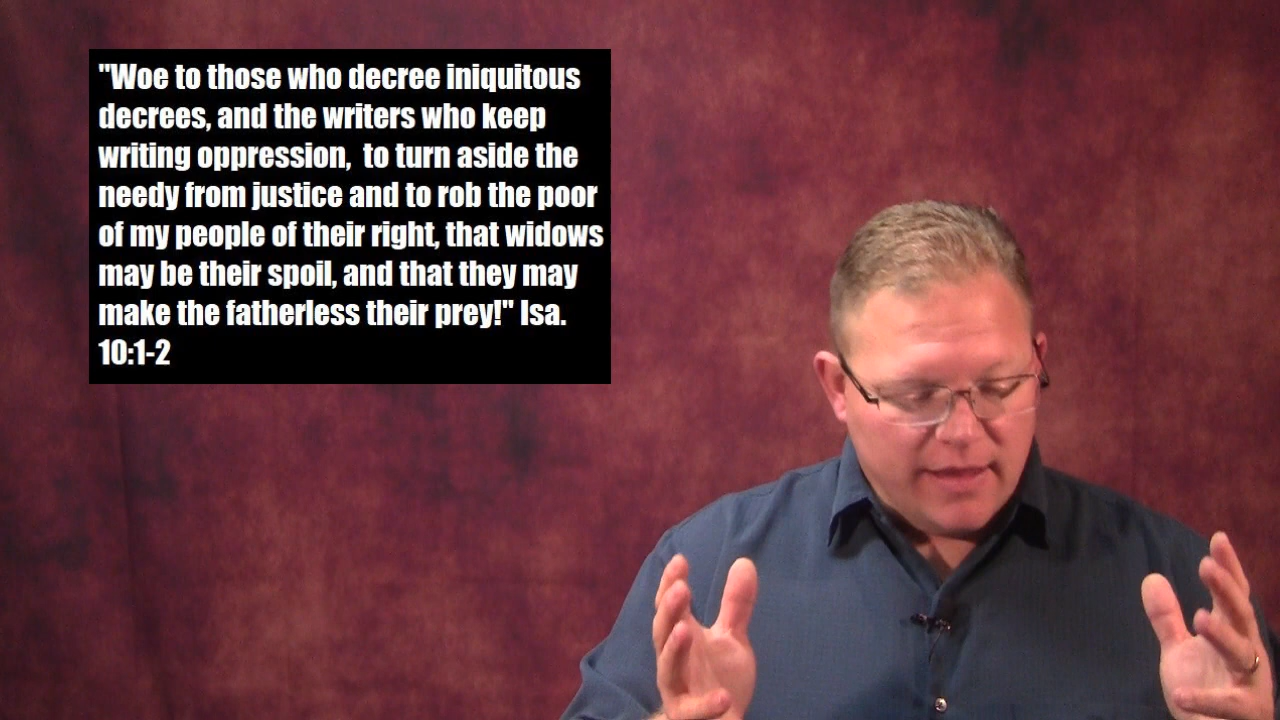 "Woe to those who decree iniquitous
decrees, and the writers who keep
writing oppression,  to turn aside the
needy from justice and to rob the poor
of my people of their right, that widows
may be their spoil, and that they may
make the fatherless their prey!" Isa.
10:1-2